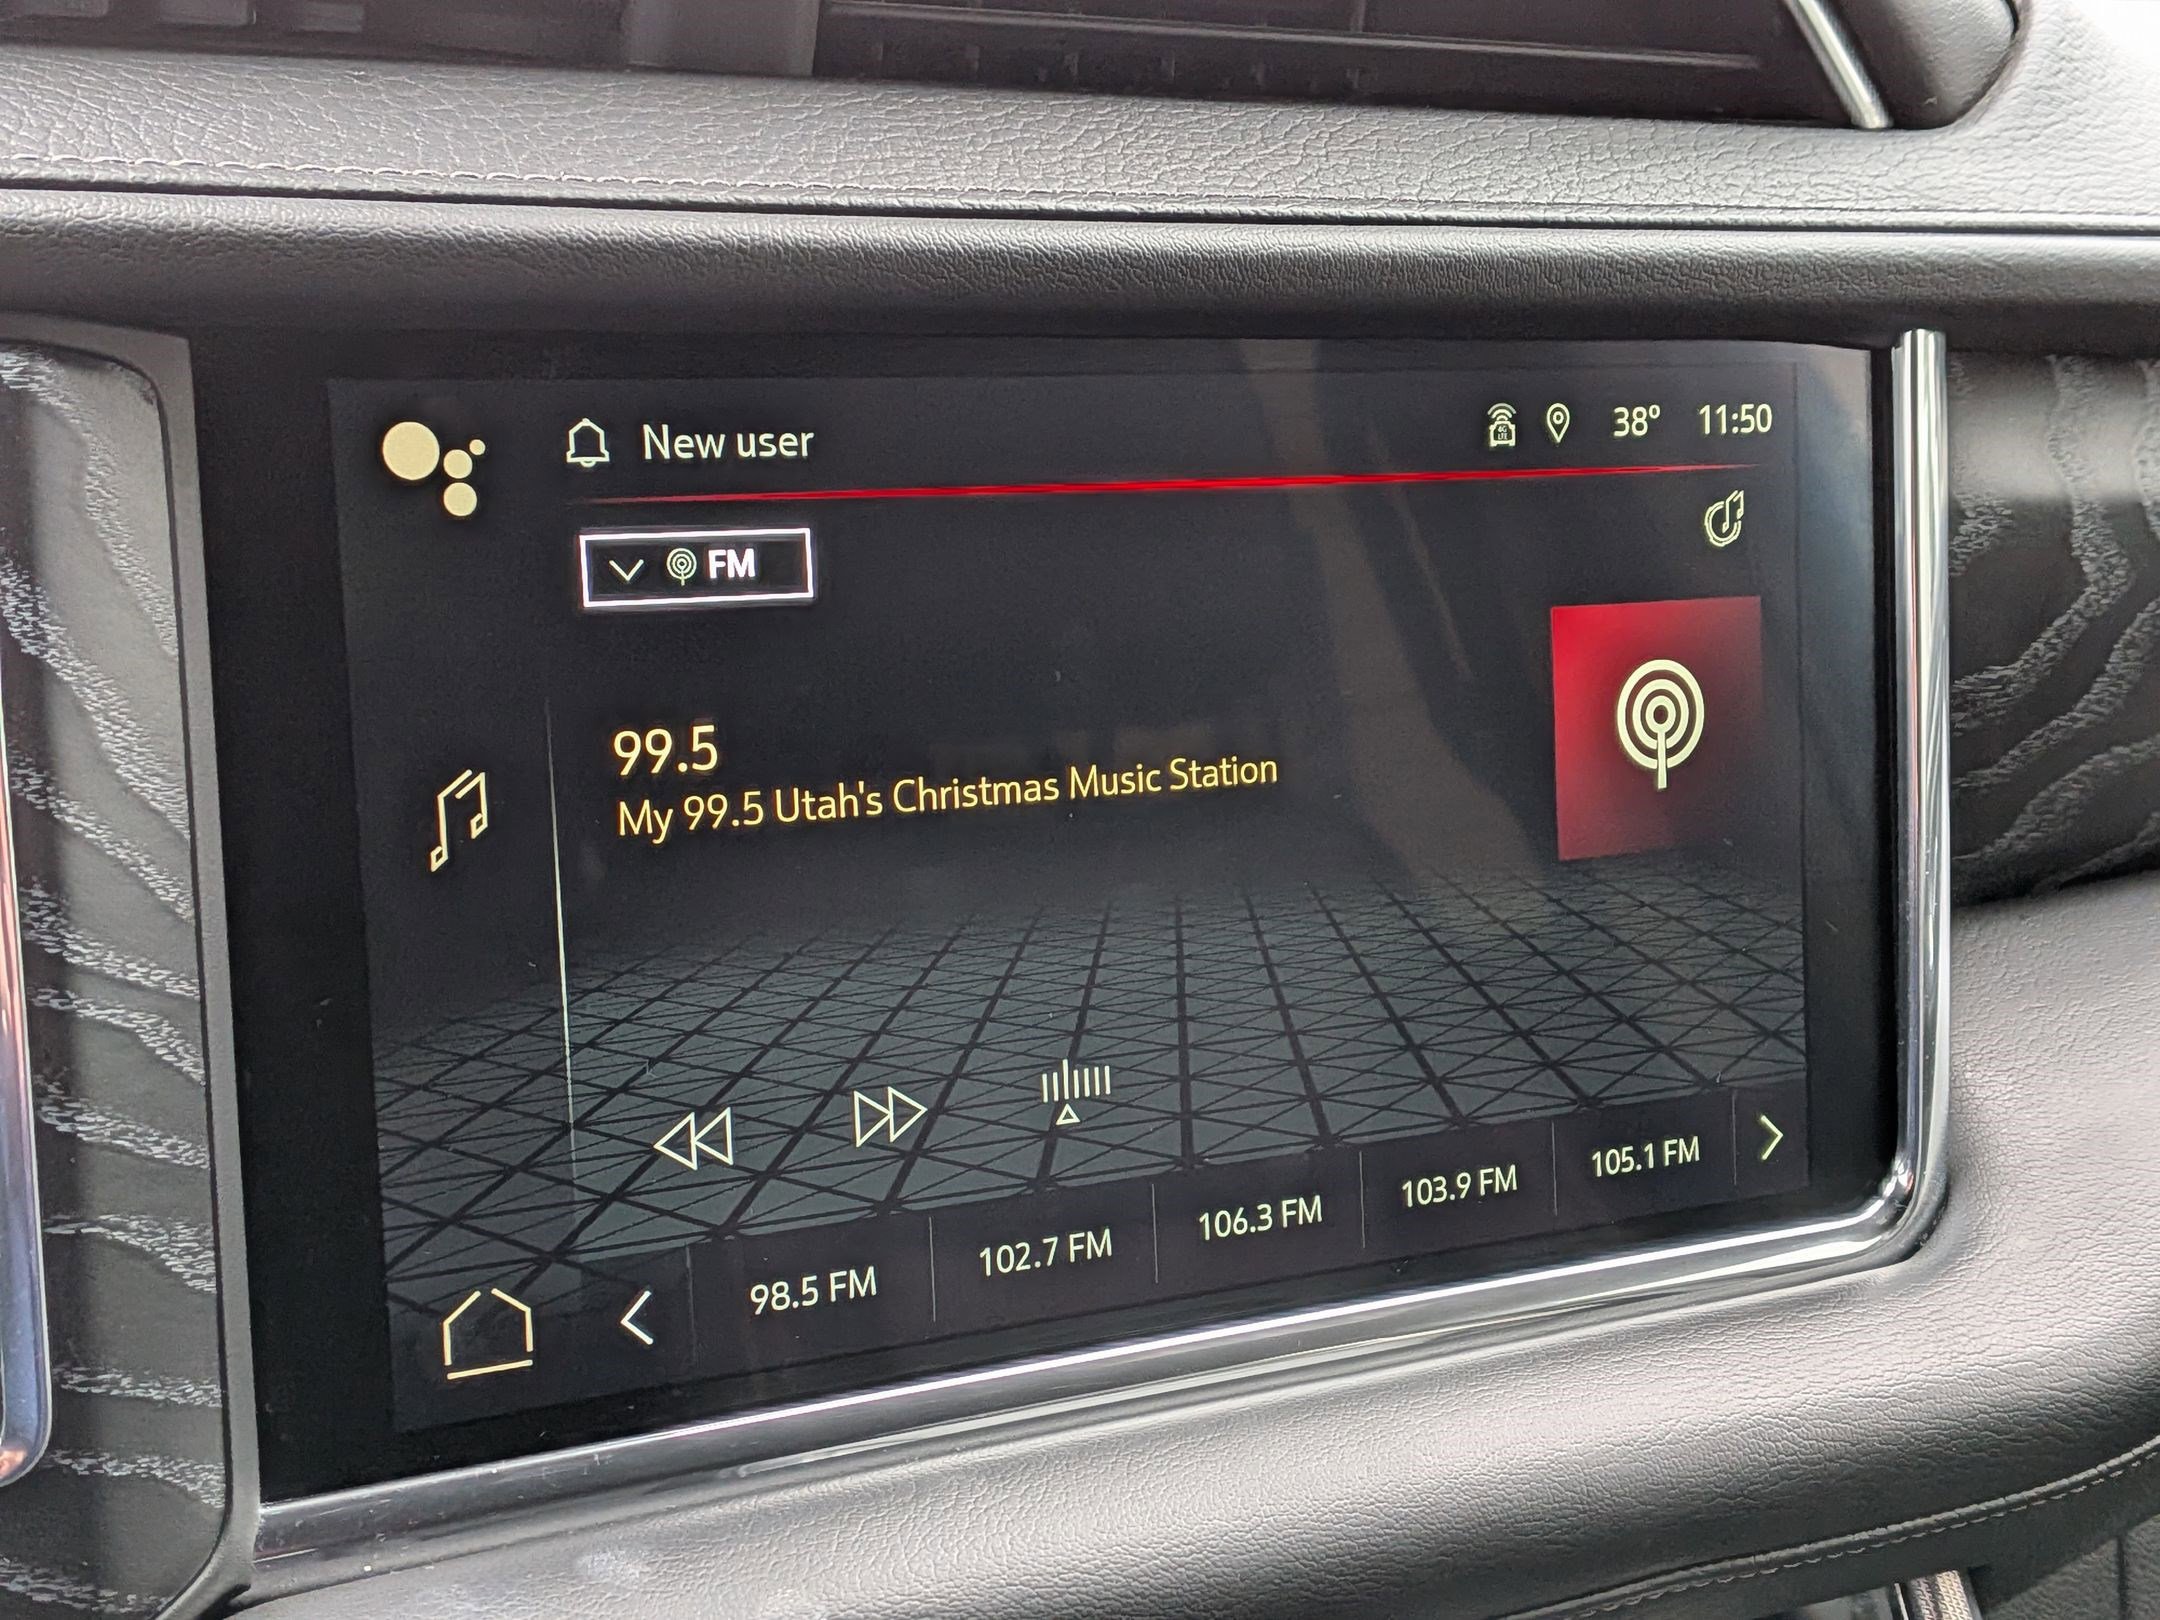 New user
38° 11:50
FM
99.5
My 99.5 Utah's Christmas Music Station
98.5 FM
102.7 FM
106.3 FM
103.9 FM
105.1 FM